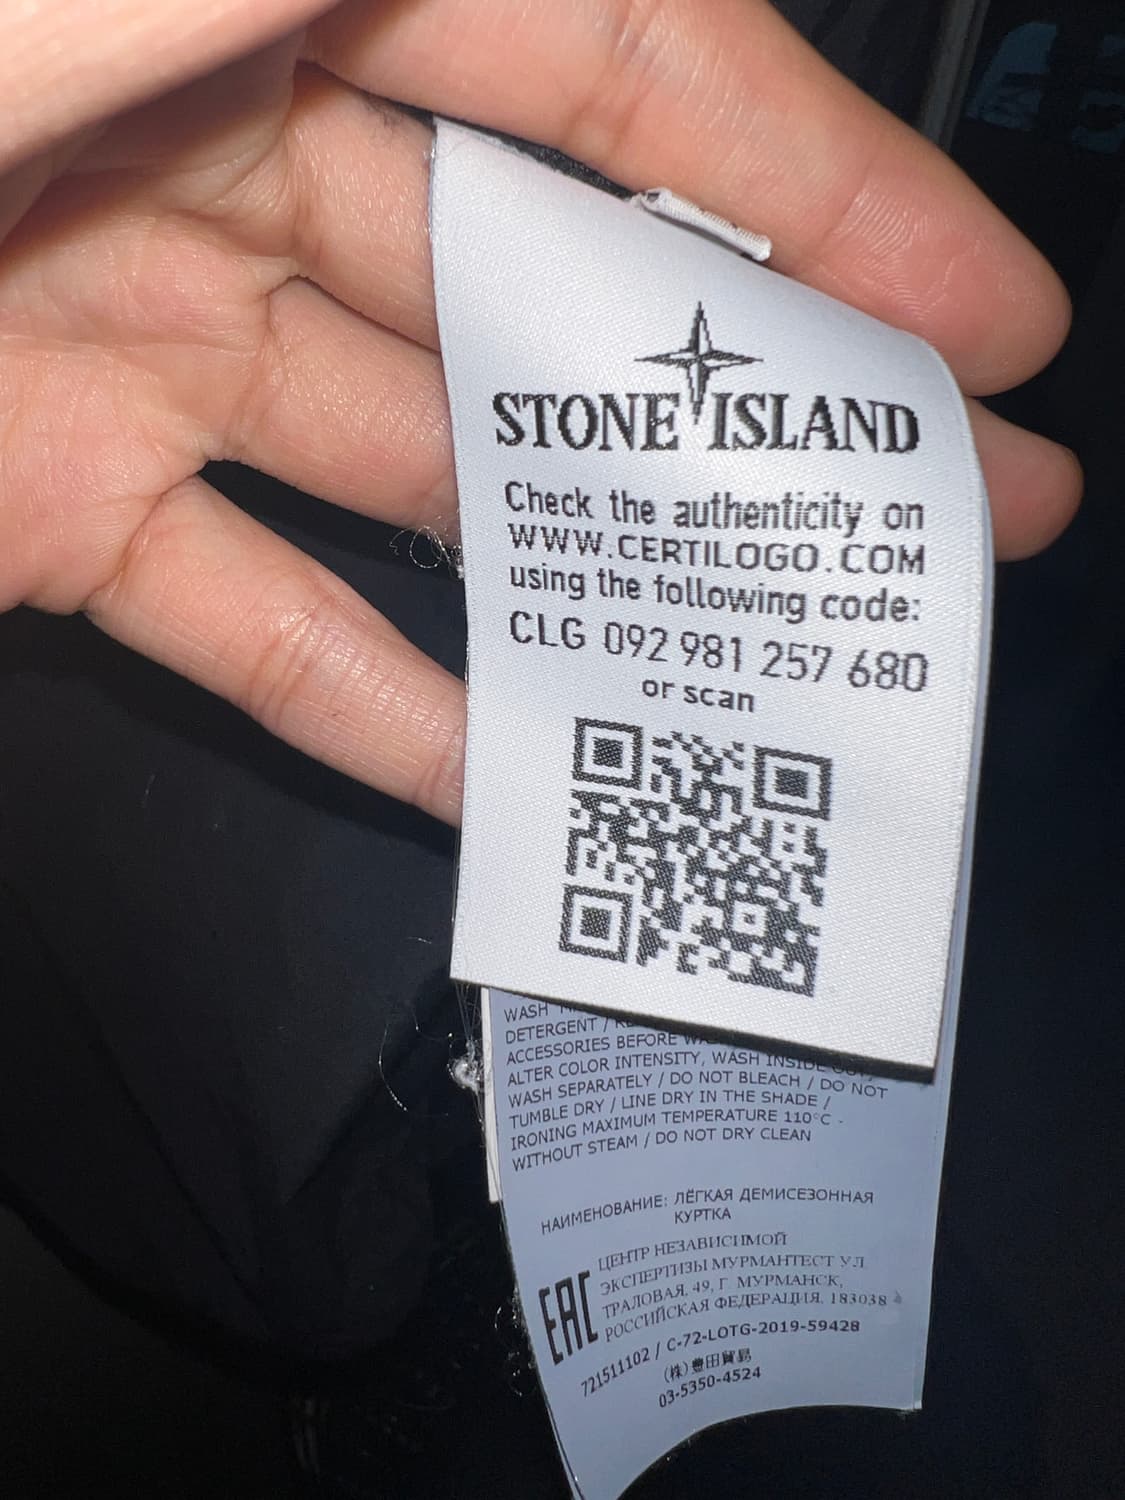 STONE ISLAND
Check the authenticity on
WWW.CERTILOGO.COM
using the following code:
CLG 092 981 257 680
or scan
WASH
DETERGENT /
ACCESSORIES BEFORE
ALTER COLOR INTENSITY, WASH INSIDE OUT,
WASH SEPARATELY / DO NOT BLEACH / DO NOT
TUMBLE DRY / LINE DRY IN THE SHADE /
IRONING MAXIMUM TEMPERATURE 110°C -
WITHOUT STEAM / DO NOT DRY CLEAN
НАИМЕНОВАНИЕ: ЛЁГКАЯ ДЕМИСЕЗОННАЯ
КУРТКА
EAC
ЦЕНТР НЕЗАВИСИМОЙ
ЭКСПЕРТИЗЫ МУРМАНТЕСТ УЛ
ТРАЛОВАЯ, 49, Г. МУРМАНСК,
РОССИЙСКАЯ ФЕДЕРАЦИЯ, 183038
721511102 / C-72-LOTG-2019-59428
(株)豊田貿易
03-5350-4524